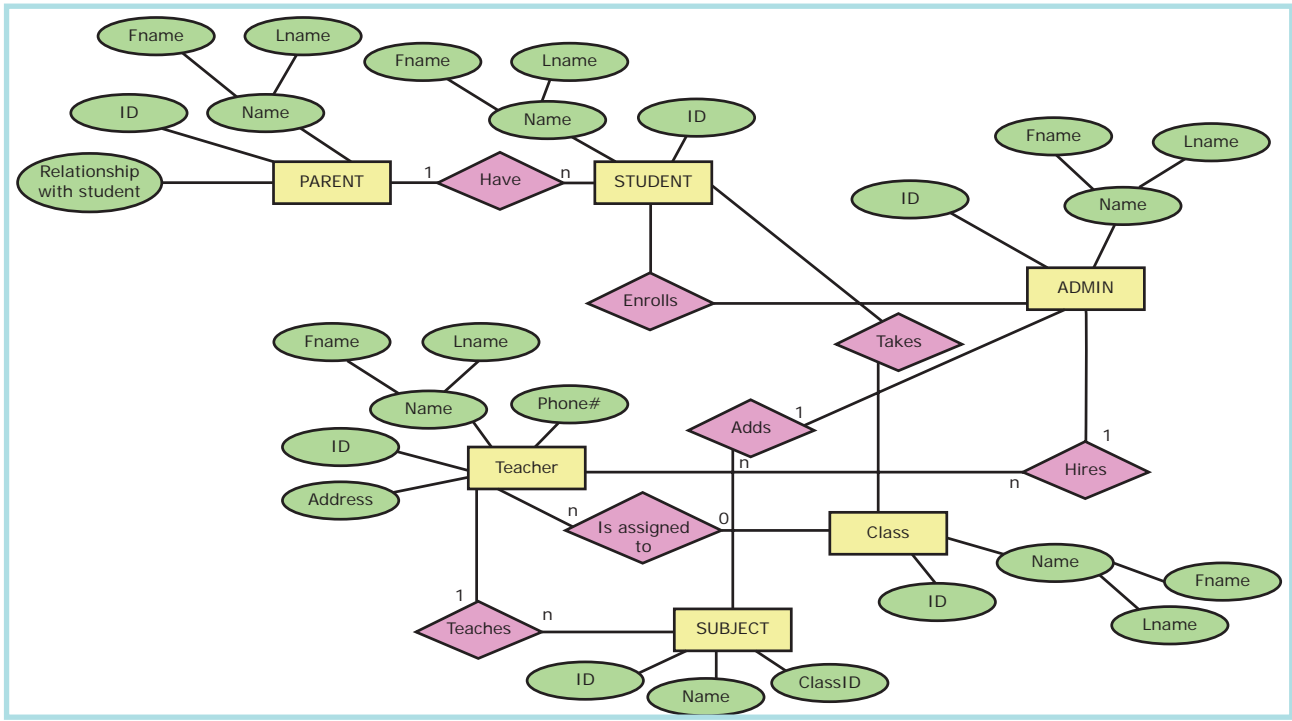 Fname
Lname
Fname
Lname
ID
Name
Name
ID
Fname
Lname
Relationship
with student
PARENT
1
Have
n
STUDENT
ID
Name
ADMIN
Enrolls
Takes
Fname
Lname
Name
Phone#
Adds
1
1
ID
Teacher
n
n
Hires
Address
n
Is assigned
to
0
Class
Name
Fname
ID
Lname
1
Teaches
n
SUBJECT
ID
Name
ClassID